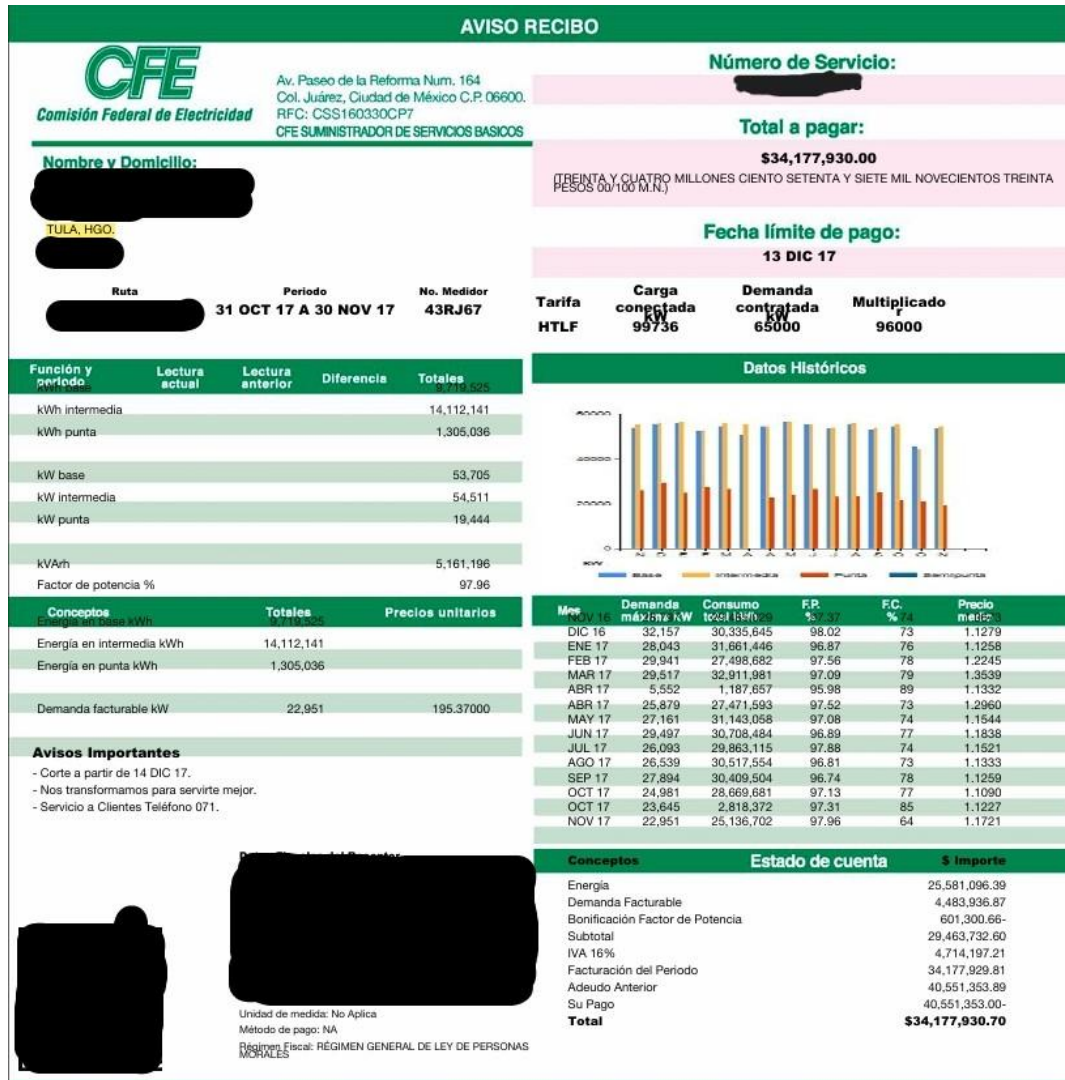 AVISO RECIBO
CFE
Comisión Federal de Electricidad
Av. Paseo de la Reforma Num. 164
Col. Juárez, Ciudad de México C.P. 06600.
RFC: CSS160330CP7
CFE SUMINISTRADOR DE SERVICIOS BASICOS
Número de Servicio:
Total a pagar:
$34,177,930.00
(TREINTA Y CUATRO MILLONES CIENTO SETENTA Y SIETE MIL NOVECIENTOS TREINTA
PESOS 00/100 M.N.)
Nombre y Domicilio:
TULA, HGO.
Fecha límite de pago:
13 DIC 17
Ruta Periodo No. Medidor
31 OCT 17 A 30 NOV 17 43RJ67
Tarifa Carga conectada kW Demanda contratada kW Multiplicador
HTLF 99736 65000 96000
Función y periodo Lectura actual Lectura anterior Diferencia Totales
kWh base 9,719,525
kWh intermedia 14,112,141
kWh punta 1,305,036
kW base 53,705
kW intermedia 54,511
kW punta 19,444
kVArh 5,161,196
Factor de potencia % 97.96
Datos Históricos
60000
40000
20000
0
N D E F M A A M J J A S O O N
kW
Base Intermedia Punta Semipunta
Conceptos Totales Precios unitarios
Energía en base kWh 9,719,525
Energía en intermedia kWh 14,112,141
Energía en punta kWh 1,305,036
Demanda facturable kW 22,951 195.37000
Avisos Importantes
- Corte a partir de 14 DIC 17.
- Nos transformamos para servirte mejor.
- Servicio a Clientes Teléfono 071.
Mes Demanda máxima kW Consumo total kWh F.P. % F.C. % Precio medio
NOV 16 97.37 74
DIC 16 32,157 30,335,645 98.02 73 1.1279
ENE 17 28,043 31,661,446 96.87 76 1.1258
FEB 17 29,941 27,498,682 97.56 78 1.2245
MAR 17 29,517 32,911,981 97.09 79 1.3539
ABR 17 5,552 1,187,657 95.98 89 1.1332
ABR 17 25,879 27,471,593 97.52 73 1.2960
MAY 17 27,161 31,143,058 97.08 74 1.1544
JUN 17 29,497 30,708,484 96.89 77 1.1838
JUL 17 26,093 29,863,115 97.88 74 1.1521
AGO 17 26,539 30,517,554 96.81 73 1.1333
SEP 17 27,894 30,409,504 96.74 78 1.1259
OCT 17 24,981 28,669,681 97.13 77 1.1090
OCT 17 23,645 2,818,372 97.31 85 1.1227
NOV 17 22,951 25,136,702 97.96 64 1.1721
Conceptos Estado de cuenta $ Importe
Energía 25,581,096.39
Demanda Facturable 4,483,936.87
Bonificación Factor de Potencia 601,300.66-
Subtotal 29,463,732.60
IVA 16% 4,714,197.21
Facturación del Periodo 34,177,929.81
Adeudo Anterior 40,551,353.89
Su Pago 40,551,353.00-
Total $34,177,930.70
Unidad de medida: No Aplica
Método de pago: NA
Régimen Fiscal: RÉGIMEN GENERAL DE LEY DE PERSONAS
MORALES